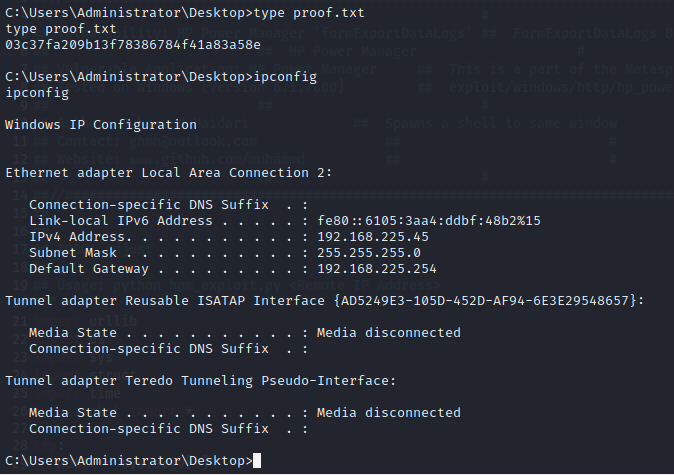 C:\Users\Administrator\Desktop>type proof.txt
type proof.txt
03c37fa209b13f78386784f41a83a58e
C:\Users\Administrator\Desktop>ipconfig
ipconfig
Windows IP Configuration
Ethernet adapter Local Area Connection 2:
Connection-specific DNS Suffix  . :
Link-local IPv6 Address . . . . . : fe80::6105:3aa4:ddbf:48b2%15
IPv4 Address. . . . . . . . . . . : 192.168.225.45
Subnet Mask . . . . . . . . . . . : 255.255.255.0
Default Gateway . . . . . . . . . : 192.168.225.254
Tunnel adapter Reusable ISATAP Interface {AD5249E3-105D-452D-AF94-6E3E29548657}:
Media State . . . . . . . . . . . : Media disconnected
Connection-specific DNS Suffix  . :
Tunnel adapter Teredo Tunneling Pseudo-Interface:
Media State . . . . . . . . . . . : Media disconnected
Connection-specific DNS Suffix  . :
C:\Users\Administrator\Desktop>